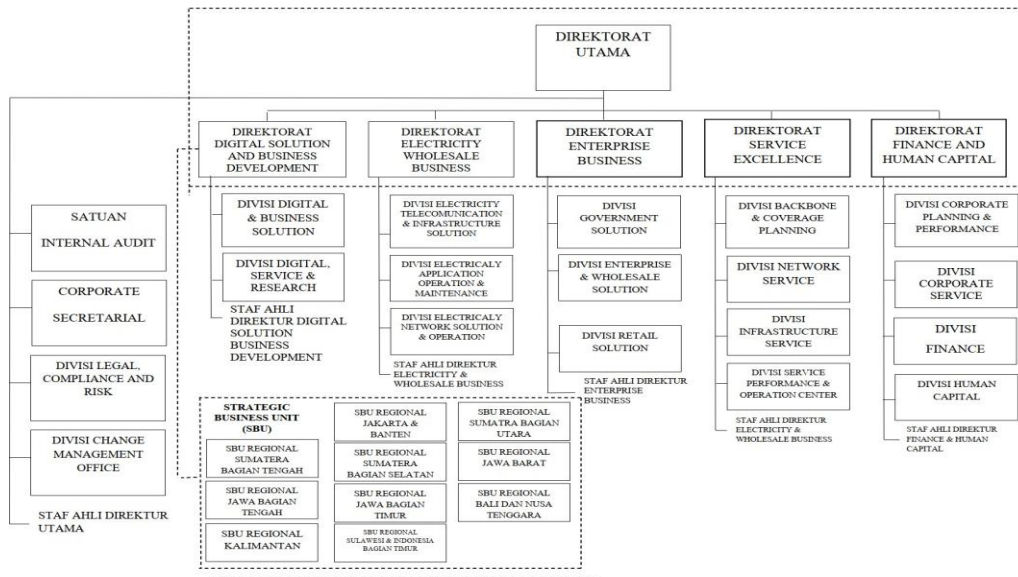 DIREKTORAT
UTAMA
DIREKTORAT
DIGITAL SOLUTION
AND BUSINESS
DEVELOPMENT
DIREKTORAT
ELECTRICITY
WHOLESALE
BUSINESS
DIREKTORAT
ENTERPRISE
BUSINESS
DIREKTORAT
SERVICE
EXCELLENCE
DIREKTORAT
FINANCE AND
HUMAN CAPITAL
SATUAN
INTERNAL AUDIT
CORPORATE
SECRETARIAL
DIVISI LEGAL,
COMPLIANCE AND
RISK
DIVISI CHANGE
MANAGEMENT
OFFICE
STAF AHLI DIREKTUR
UTAMA
DIVISI DIGITAL
& BUSINESS
SOLUTION
DIVISI DIGITAL,
SERVICE &
RESEARCH
STAF AHLI
DIREKTUR DIGITAL
SOLUTION
BUSINESS
DEVELOPMENT
DIVISI ELECTRICITY
TELECOMUNICATION
& INFRASTRUCTURE
SOLUTION
DIVISI ELECTRICALY
APPLICATION
OPERATION &
MAINTENANCE
DIVISI ELECTRICALY
NETWORK SOLUTION
& OPERATION
STAF AHLI DIREKTUR
ELECTRICITY &
WHOLESALE BUSINESS
DIVISI
GOVERNMENT
SOLUTION
DIVISI ENTERPRISE
& WHOLESALE
SOLUTION
DIVISI RETAIL
SOLUTION
STAF AHLI DIREKTUR
ENTERPRISE
BUSINESS
DIVISI BACKBONE
& COVERAGE
PLANNING
DIVISI NETWORK
SERVICE
DIVISI
INFRASTRUCTURE
SERVICE
DIVISI SERVICE
PERFORMANCE &
OPERATION CENTER
STAF AHLI DIREKTUR
ELECTRICITY &
WHOLESALE BUSINESS
DIVISI CORPORATE
PLANNING &
PERFORMANCE
DIVISI
CORPORATE
SERVICE
DIVISI
FINANCE
DIVISI HUMAN
CAPITAL
STAF AHLI DIREKTUR
FINANCE & HUMAN
CAPITAL
STRATEGIC
BUSINESS UNIT
(SBU)
SBU REGIONAL
SUMATERA
BAGIAN TENGAH
SBU REGIONAL
JAWA BAGIAN
TENGAH
SBU REGIONAL
KALIMANTAN
SBU REGIONAL
JAKARTA &
BANTEN
SBU REGIONAL
SUMATERA
BAGIAN SELATAN
SBU REGIONAL
JAWA BAGIAN
TIMUR
SBU REGIONAL
SULAWESI & INDONESIA
BAGIAN TIMUR
SBU REGIONAL
SUMATRA BAGIAN
UTARA
SBU REGIONAL
JAWA BARAT
SBU REGIONAL
BALI DAN NUSA
TENGGARA